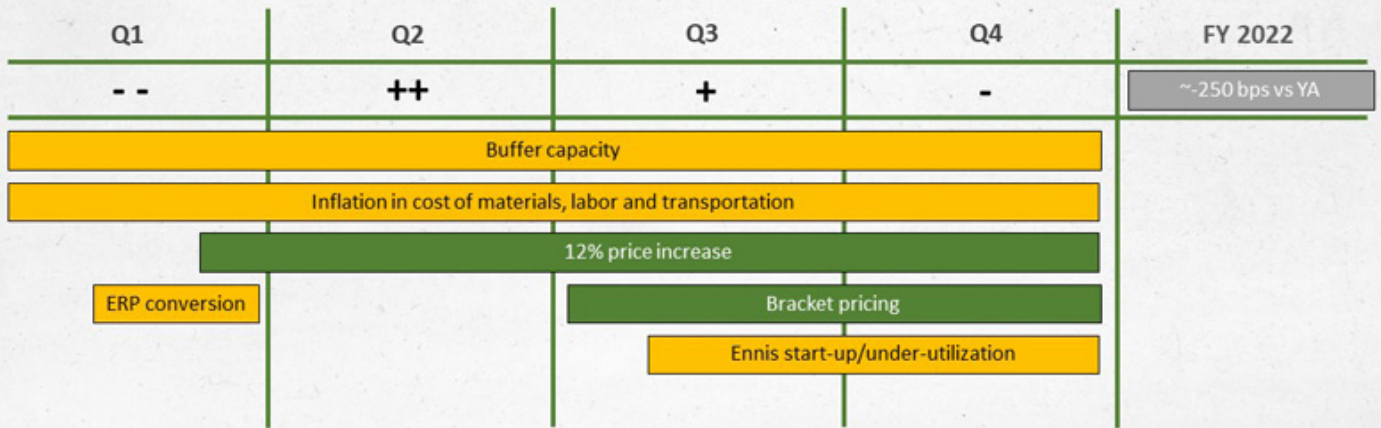 Q1 Q2 Q3 Q4 FY 2022
- - ++ + - ~-250 bps vs YA
Buffer capacity
Inflation in cost of materials, labor and transportation
12% price increase
ERP conversion Bracket pricing
Ennis start-up/under-utilization